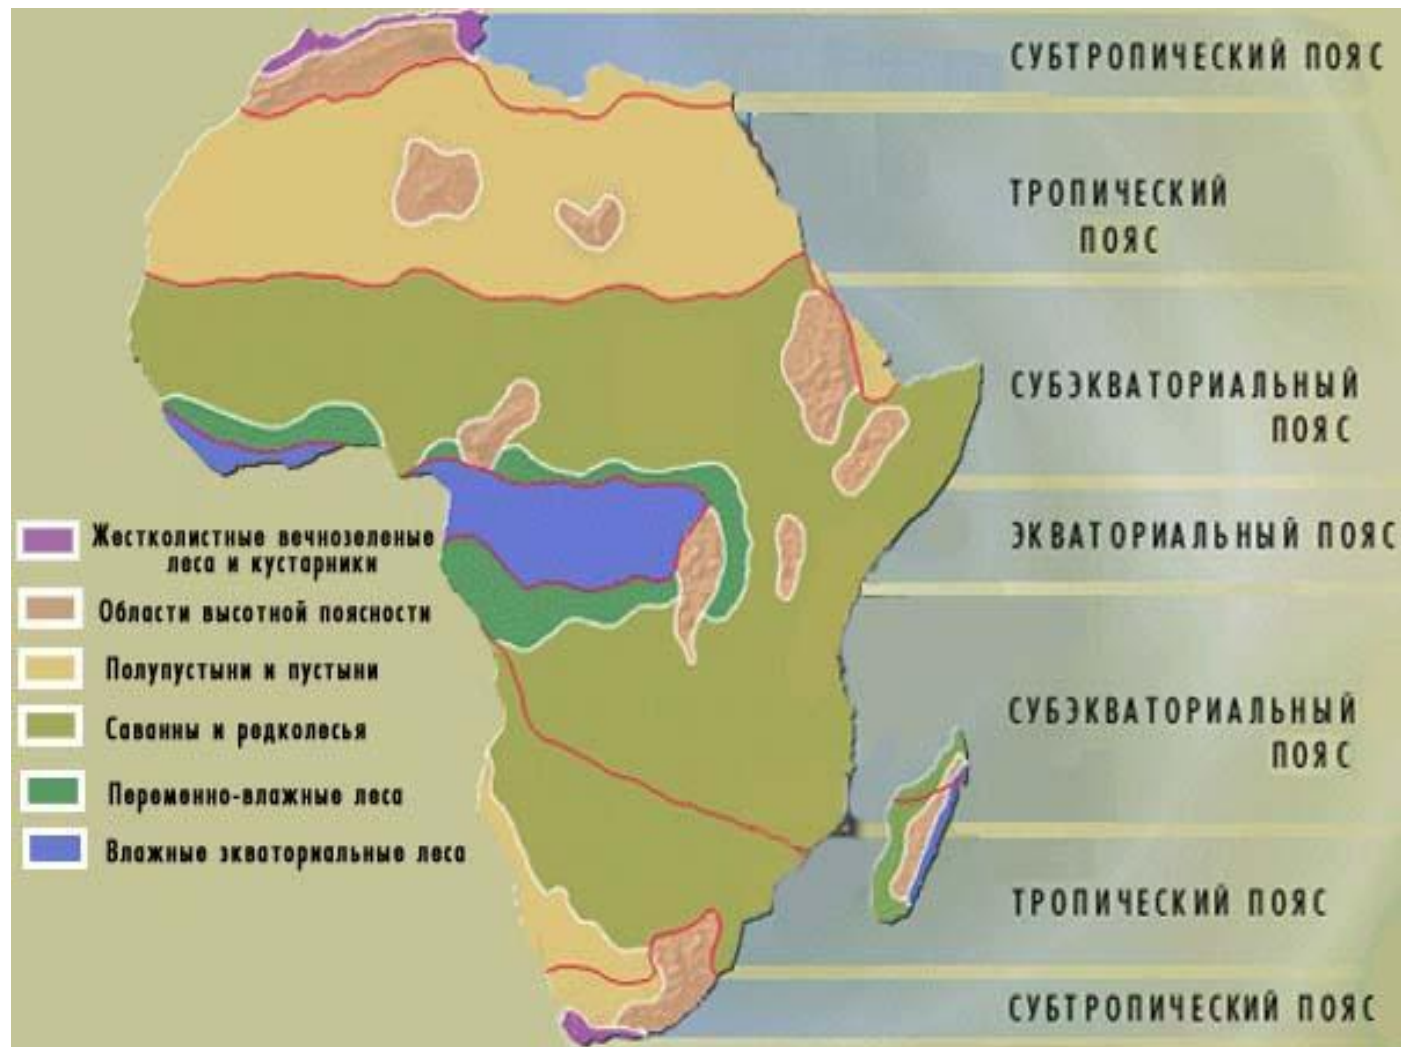 СУБТРОПИЧЕСКИЙ ПОЯС
ТРОПИЧЕСКИЙ
ПОЯС
СУБЭКВАТОРИАЛЬНЫЙ
ПОЯС
ЭКВАТОРИАЛЬНЫЙ ПОЯС
СУБЭКВАТОРИАЛЬНЫЙ
ПОЯС
ТРОПИЧЕСКИЙ ПОЯС
СУБТРОПИЧЕСКИЙ ПОЯС
Жестколистные вечнозеленые
леса и кустарники
Области высотной поясности
Полупустыни и пустыни
Саванны и редколесья
Переменно-влажные леса
Влажные экваториальные леса